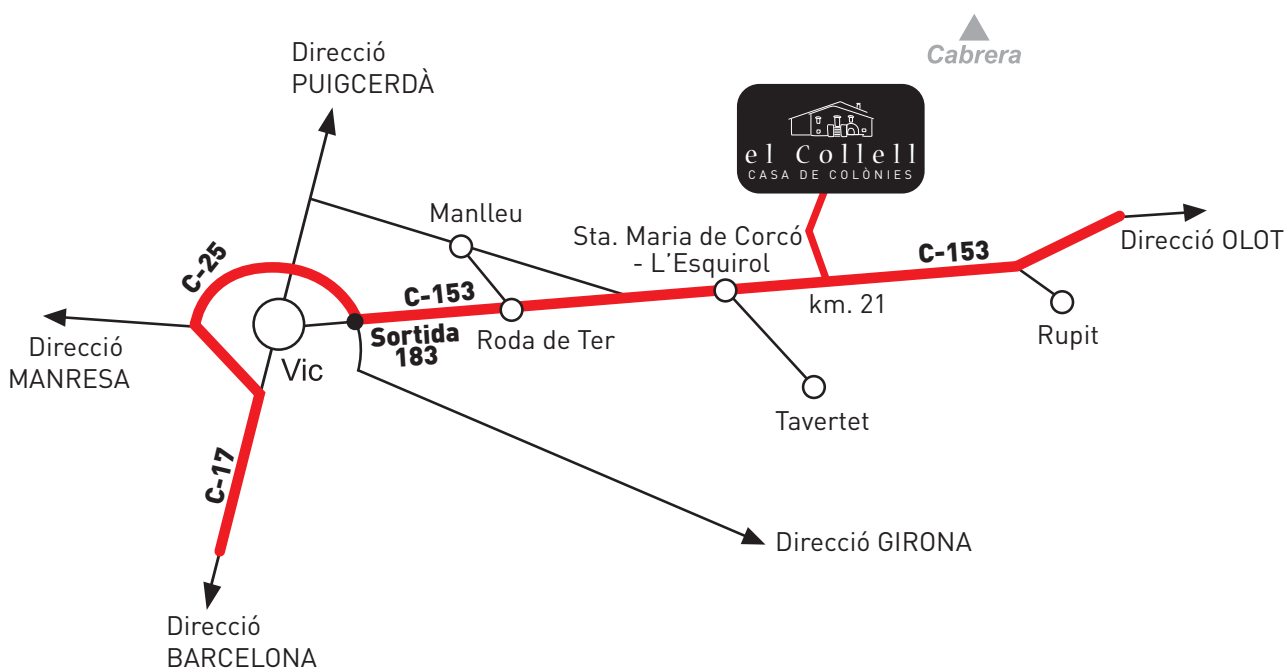 Cabrera
Direcció
PUIGCERDÀ
el Collell
CASA DE COLÒNIES
Manlleu
Sta. Maria de Corcó
- L'Esquirol
Direcció OLOT
C-25
C-153
C-153
km. 21
Sortida
183
Roda de Ter
Rupit
Direcció
MANRESA
Vic
Tavertet
C-17
Direcció GIRONA
Direcció
BARCELONA